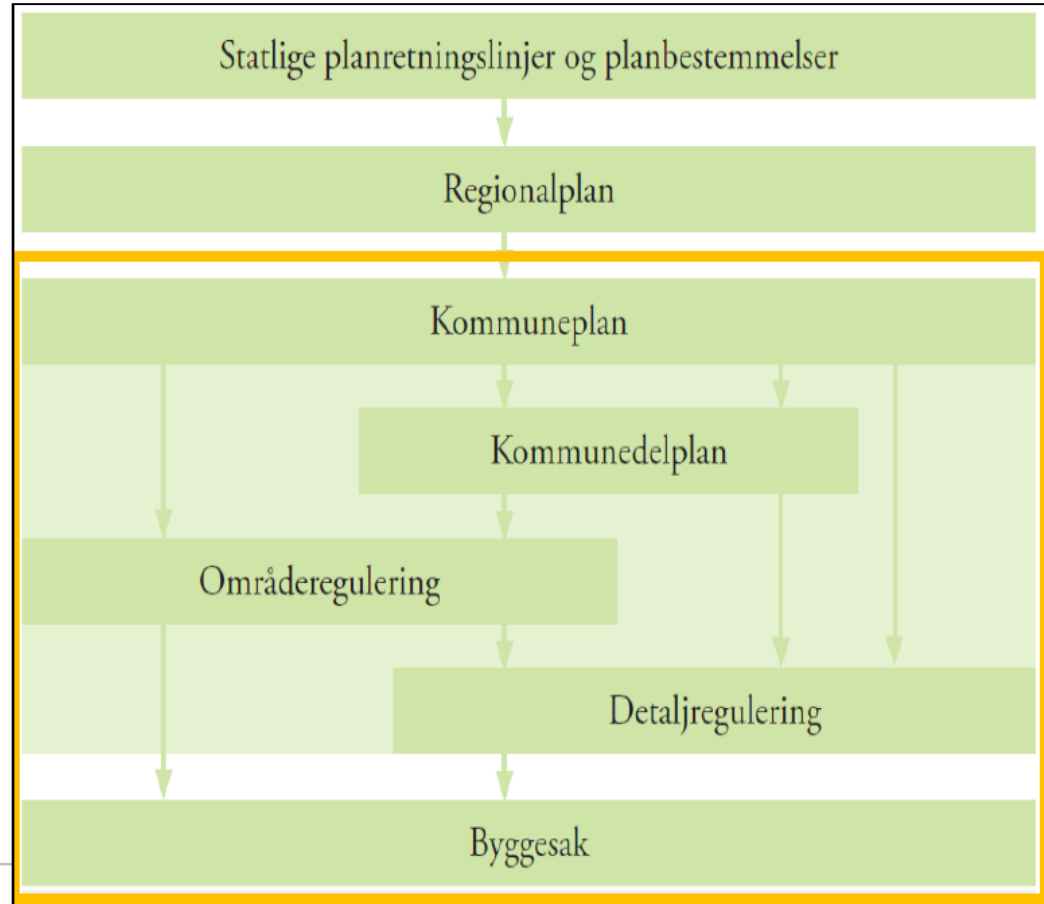 Statlige planretningslinjer og planbestemmelser
Regionalplan
Kommuneplan
Kommunedelplan
Områderegulering
Detaljregulering
Byggesak